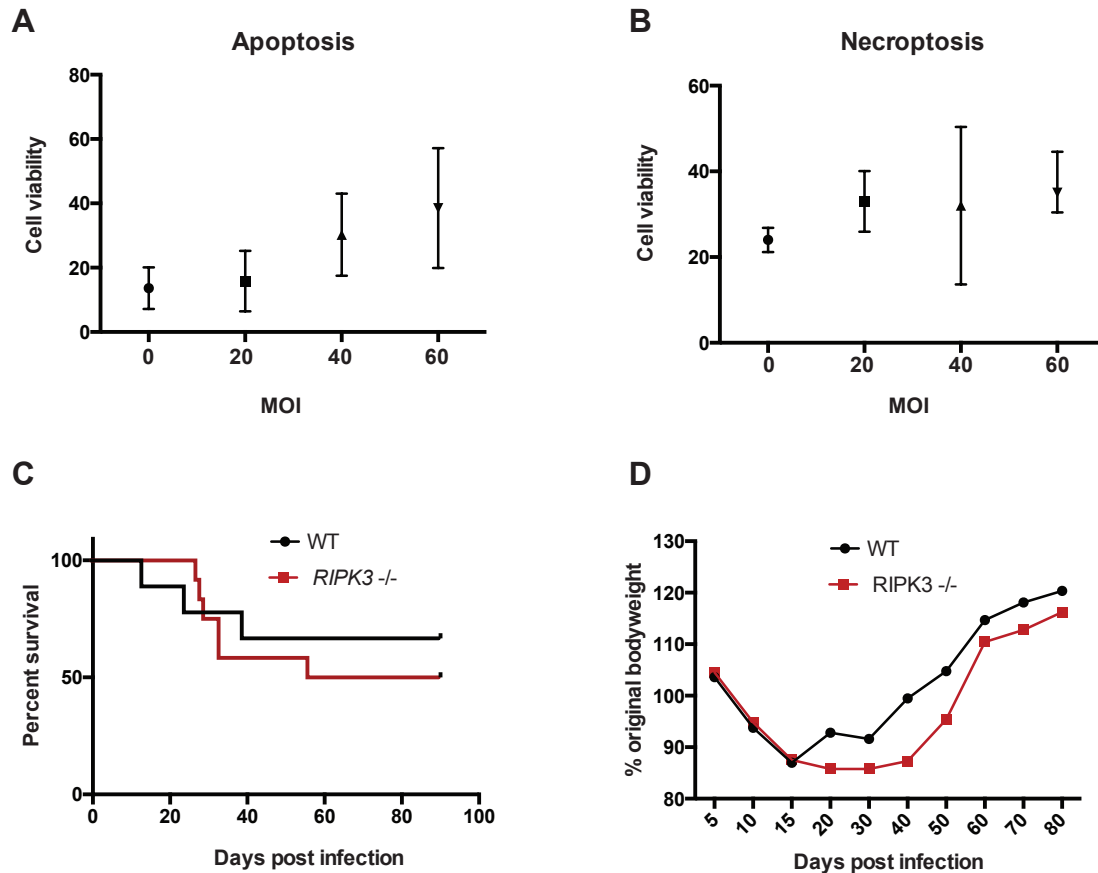 A
Apoptosis
80
60
40
20
0
Cell viability
0 20 40 60
MOI
B
Necroptosis
60
40
20
0
Cell viability
0 20 40 60
MOI
C
WT
RIPK3 -/-
100
50
0
Percent survival
0 20 40 60 80 100
Days post infection
D
WT
RIPK3 -/-
130
120
110
100
90
80
% original bodyweight
5 10 15 20 30 40 50 60 70 80
Days post infection